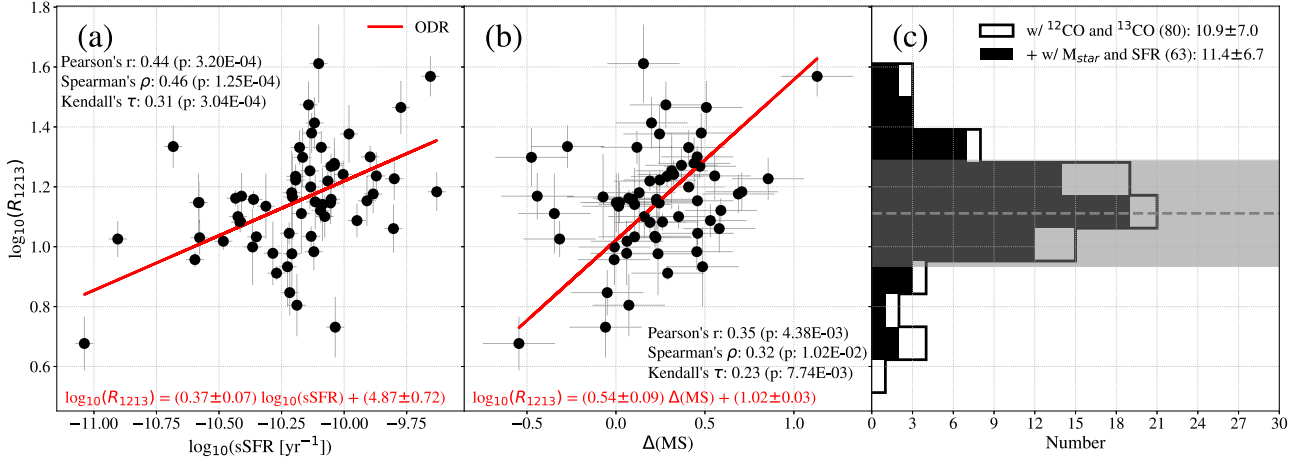 (a)
ODR
Pearson's r: 0.44 (p: 3.20E-04)
Spearman's ρ: 0.46 (p: 1.25E-04)
Kendall's τ: 0.31 (p: 3.04E-04)
log₁₀(R₁₂₁₃)
1.8
1.6
1.4
1.2
1.0
0.8
0.6
log₁₀(R₁₂₁₃) = (0.37±0.07) log₁₀(sSFR) + (4.87±0.72)
−11.00 −10.75 −10.50 −10.25 −10.00 −9.75
log₁₀(sSFR [yr⁻¹])
(b)
Pearson's r: 0.35 (p: 4.38E-03)
Spearman's ρ: 0.32 (p: 1.02E-02)
Kendall's τ: 0.23 (p: 7.74E-03)
log₁₀(R₁₂₁₃) = (0.54±0.09) Δ(MS) + (1.02±0.03)
−0.5 0.0 0.5 1.0
Δ(MS)
(c)
w/ ¹²CO and ¹³CO (80): 10.9±7.0
+ w/ M_star and SFR (63): 11.4±6.7
0 3 6 9 12 15 18 21 24 27 30
Number